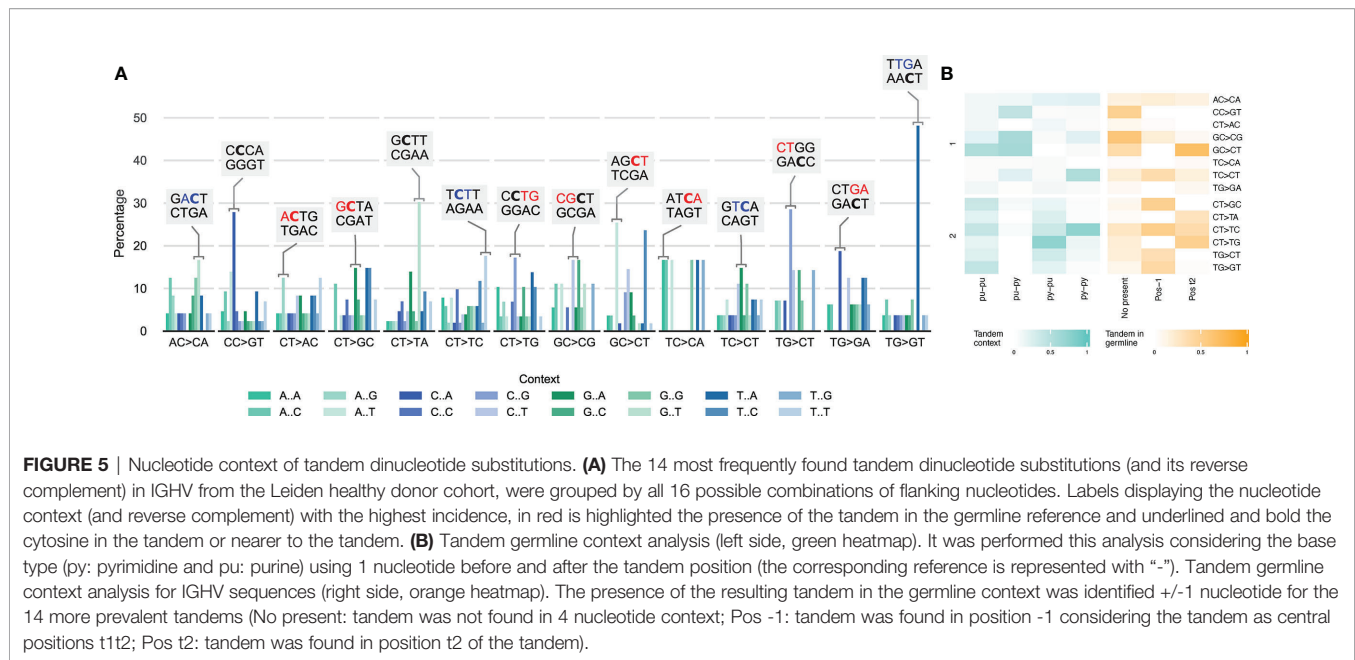 A
B
TTGA
AACT
CCCA
GGGT
GCTT
CGAA
AGCT
TCGA
CTGG
GACC
GACT
CTGA
ACTG
TGAC
GCTA
CGAT
TCTT
AGAA
CCTG
GGAC
CGCT
GCGA
ATCA
TAGT
GTCA
CAGT
CTGA
GACT
Percentage
50
40
30
20
10
0
AC>CA CC>GT CT>AC CT>GC CT>TA CT>TC CT>TG GC>CG GC>CT TC>CA TC>CT TG>CT TG>GA TG>GT
Context
A..A A..G C..A C..G G..A G..G T..A T..G
A..C A..T C..C C..T G..C G..T T..C T..T
1
2
AC>CA
CC>GT
CT>AC
GC>CG
GC>CT
TC>CA
TC>CT
TG>GA
CT>GC
CT>TA
CT>TC
CT>TG
TG>CT
TG>GT
pu-pu pu-py py-pu py-py No present Pos-1 Pos t2
Tandem context 0 0.5 1
Tandem in germline 0 0.5 1
FIGURE 5 | Nucleotide context of tandem dinucleotide substitutions. (A) The 14 most frequently found tandem dinucleotide substitutions (and its reverse
complement) in IGHV from the Leiden healthy donor cohort, were grouped by all 16 possible combinations of flanking nucleotides. Labels displaying the nucleotide
context (and reverse complement) with the highest incidence, in red is highlighted the presence of the tandem in the germline reference and underlined and bold the
cytosine in the tandem or nearer to the tandem. (B) Tandem germline context analysis (left side, green heatmap). It was performed this analysis considering the base
type (py: pyrimidine and pu: purine) using 1 nucleotide before and after the tandem position (the corresponding reference is represented with “-”). Tandem germline
context analysis for IGHV sequences (right side, orange heatmap). The presence of the resulting tandem in the germline context was identified +/-1 nucleotide for the
14 more prevalent tandems (No present: tandem was not found in 4 nucleotide context; Pos -1: tandem was found in position -1 considering the tandem as central
positions t1t2; Pos t2: tandem was found in position t2 of the tandem).